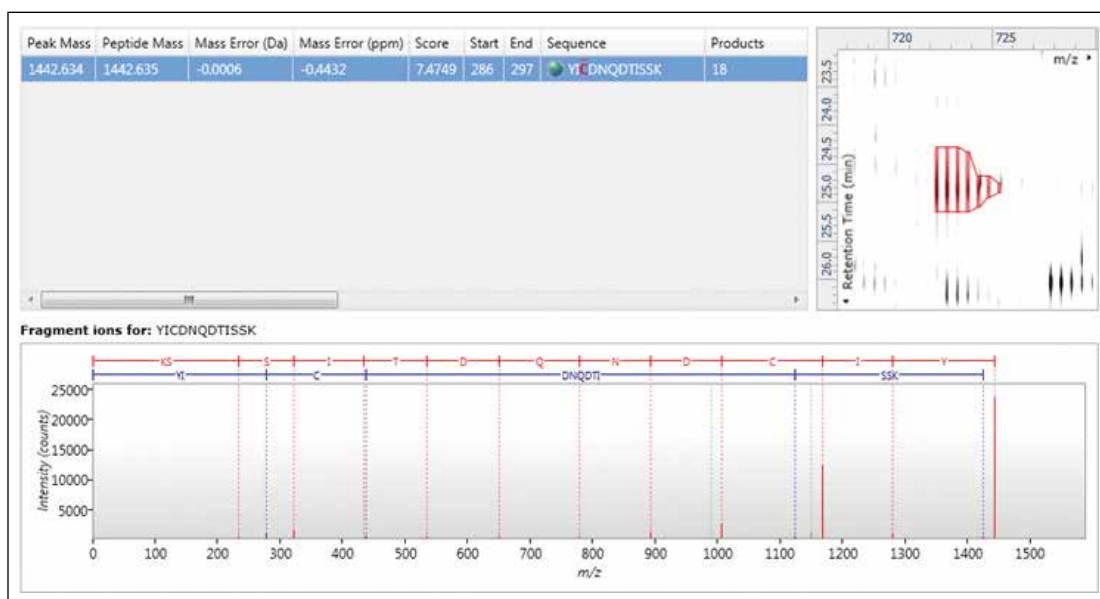 Peak Mass Peptide Mass Mass Error (Da) Mass Error (ppm) Score Start End Sequence Products
1442.634 1442.635 -0.0006 -0.4432 7.4749 286 297 YICDNQDTISSK 18
720 725
m/z
23.5
24.0
24.5
25.0
25.5
26.0
Retention Time (min)
Fragment ions for: YICDNQDTISSK
KS S I T D Q N D C I Y
YI C DNQDTI SSK
25000
20000
15000
10000
5000
Intensity (counts)
0 100 200 300 400 500 600 700 800 900 1000 1100 1200 1300 1400 1500
m/z